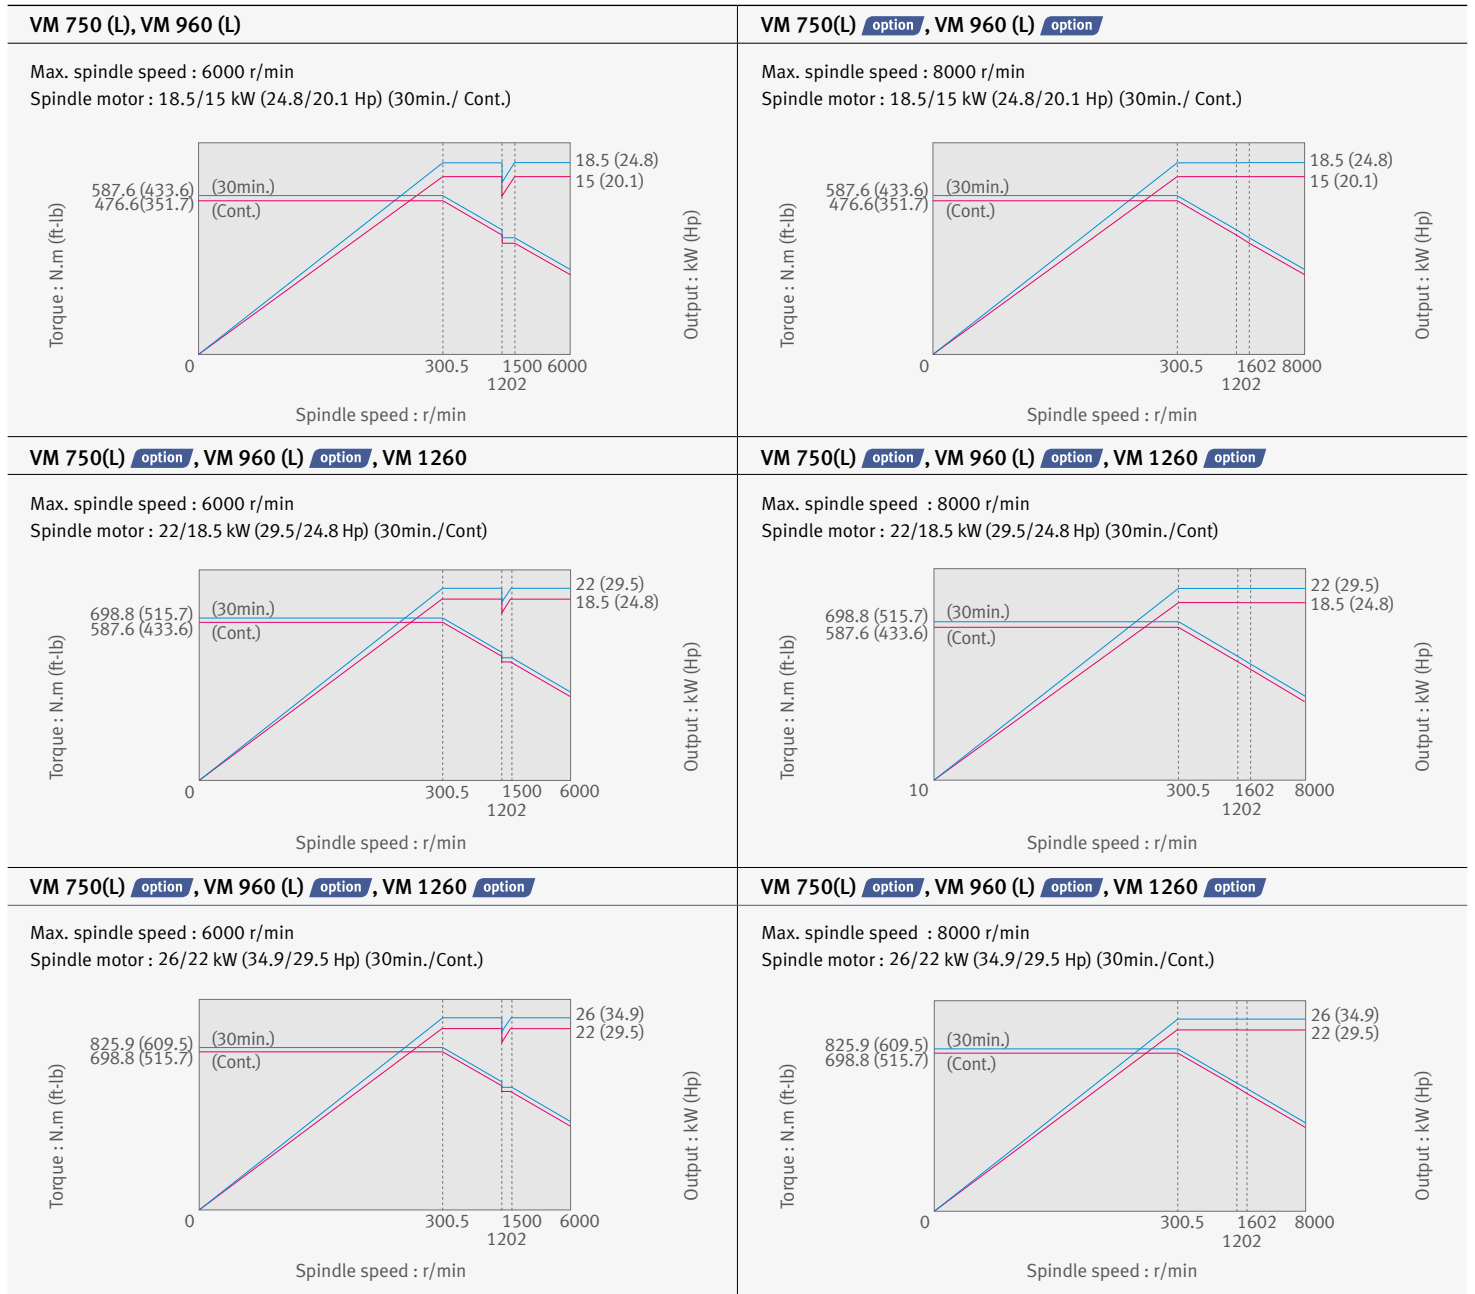 VM 750 (L), VM 960 (L)
Max. spindle speed : 6000 r/min
Spindle motor : 18.5/15 kW (24.8/20.1 Hp) (30min./ Cont.)
587.6 (433.6)
476.6(351.7)
(30min.)
(Cont.)
18.5 (24.8)
15 (20.1)
Torque : N.m (ft-lb)
Output : kW (Hp)
0
300.5
1500
6000
1202
Spindle speed : r/min
VM 750(L) option , VM 960 (L) option
Max. spindle speed : 8000 r/min
Spindle motor : 18.5/15 kW (24.8/20.1 Hp) (30min./ Cont.)
587.6 (433.6)
476.6(351.7)
(30min.)
(Cont.)
18.5 (24.8)
15 (20.1)
Torque : N.m (ft-lb)
Output : kW (Hp)
0
300.5
1602
8000
1202
Spindle speed : r/min
VM 750(L) option , VM 960 (L) option , VM 1260
Max. spindle speed : 6000 r/min
Spindle motor : 22/18.5 kW (29.5/24.8 Hp) (30min./Cont)
698.8 (515.7)
587.6 (433.6)
(30min.)
(Cont.)
22 (29.5)
18.5 (24.8)
Torque : N.m (ft-lb)
Output : kW (Hp)
0
300.5
1500
6000
1202
Spindle speed : r/min
VM 750(L) option , VM 960 (L) option , VM 1260 option
Max. spindle speed : 8000 r/min
Spindle motor : 22/18.5 kW (29.5/24.8 Hp) (30min./Cont)
698.8 (515.7)
587.6 (433.6)
(30min.)
(Cont.)
22 (29.5)
18.5 (24.8)
Torque : N.m (ft-lb)
Output : kW (Hp)
10
300.5
1602
8000
1202
Spindle speed : r/min
VM 750(L) option , VM 960 (L) option , VM 1260 option
Max. spindle speed : 6000 r/min
Spindle motor : 26/22 kW (34.9/29.5 Hp) (30min./Cont.)
825.9 (609.5)
698.8 (515.7)
(30min.)
(Cont.)
26 (34.9)
22 (29.5)
Torque : N.m (ft-lb)
Output : kW (Hp)
0
300.5
1500
6000
1202
Spindle speed : r/min
VM 750(L) option , VM 960 (L) option , VM 1260 option
Max. spindle speed : 8000 r/min
Spindle motor : 26/22 kW (34.9/29.5 Hp) (30min./Cont.)
825.9 (609.5)
698.8 (515.7)
(30min.)
(Cont.)
26 (34.9)
22 (29.5)
Torque : N.m (ft-lb)
Output : kW (Hp)
0
300.5
1602
8000
1202
Spindle speed : r/min